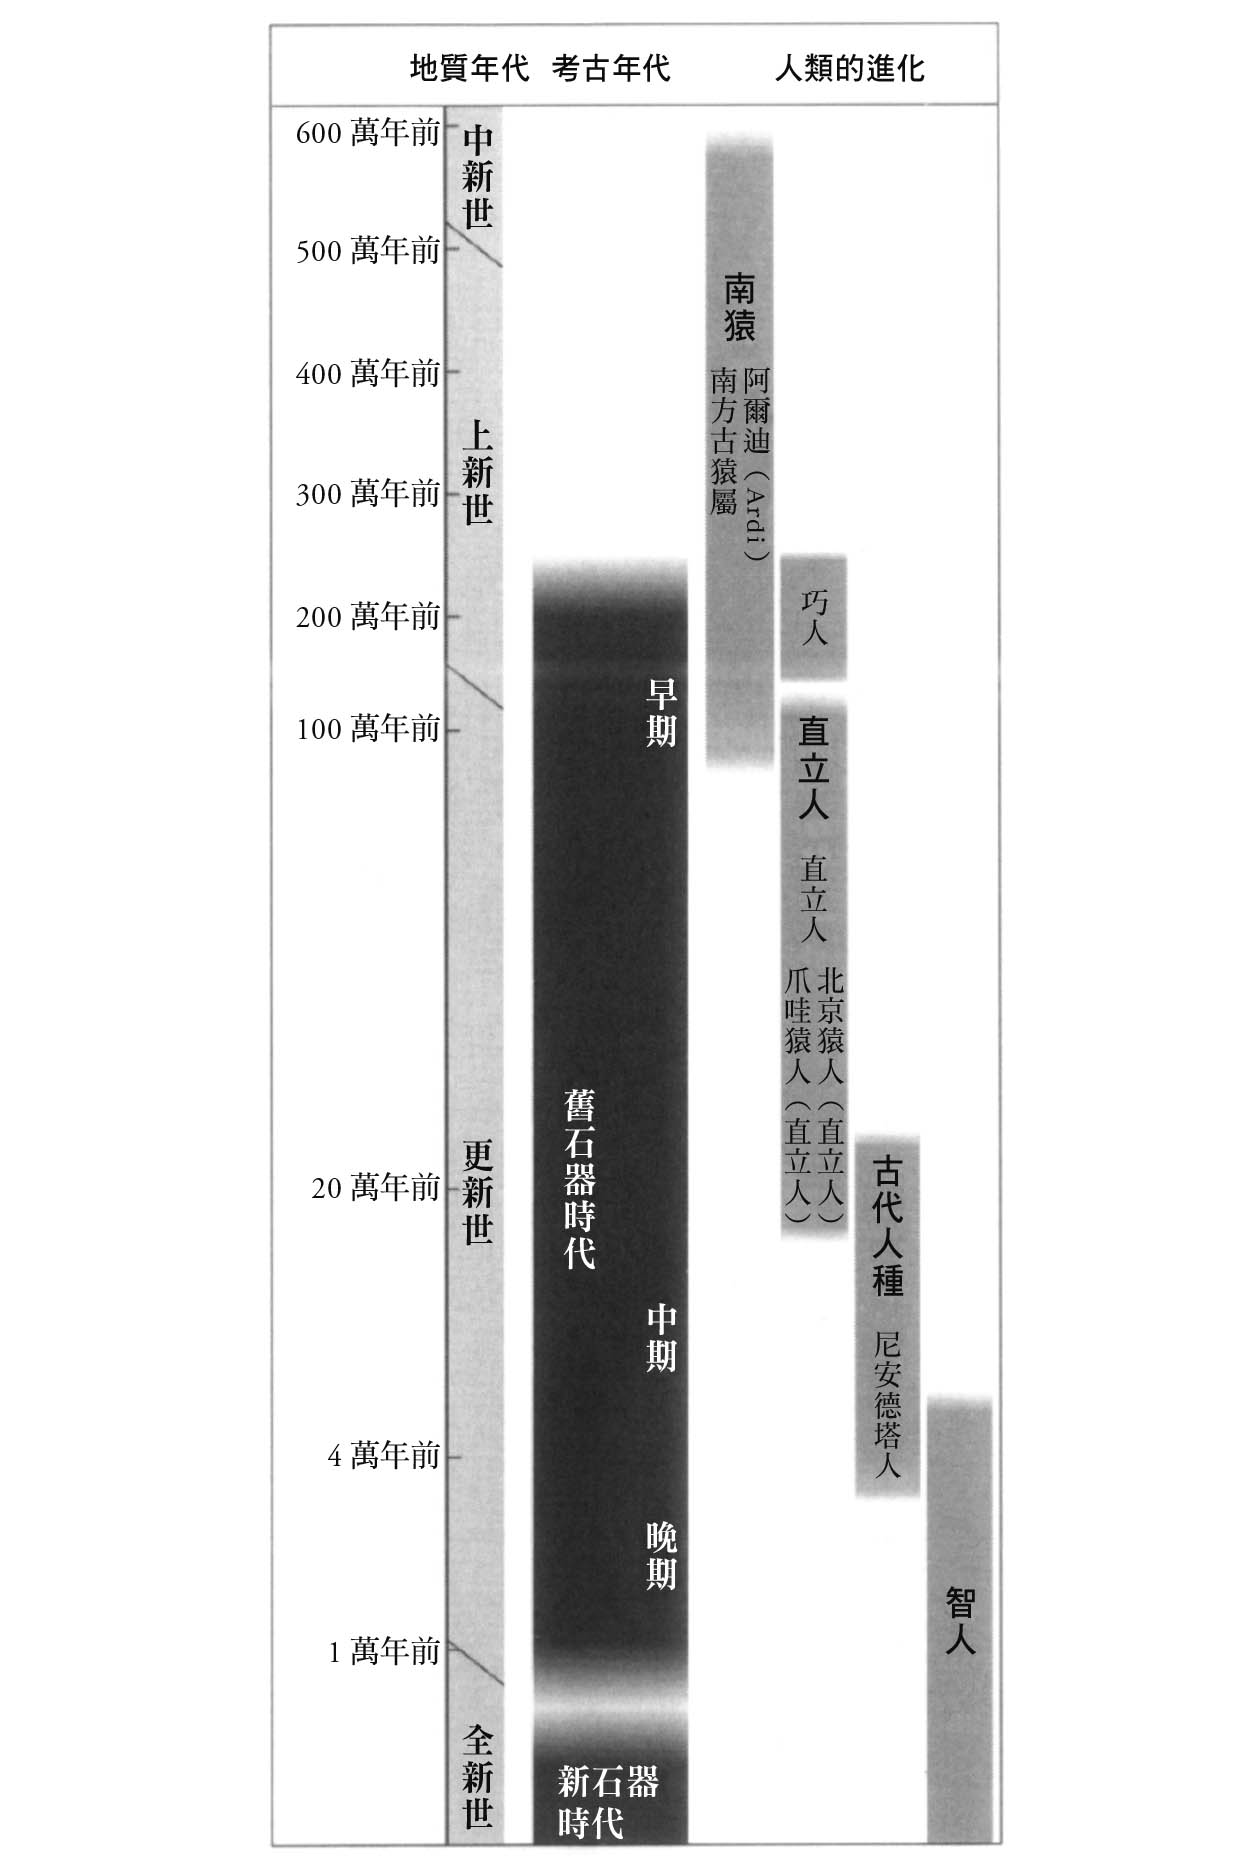 地質年代 考古年代 人類的進化
600 萬年前
500 萬年前
400 萬年前
300 萬年前
200 萬年前
100 萬年前
20 萬年前
4 萬年前
1 萬年前
中新世
上新世
更新世
全新世
舊石器時代
早期
中期
晚期
新石器
時代
南猿
阿爾迪（Ardi）
南方古猿屬
巧人
直立人
直立人
北京猿人（直立人）
爪哇猿人（直立人）
古代人種
尼安德塔人
智人